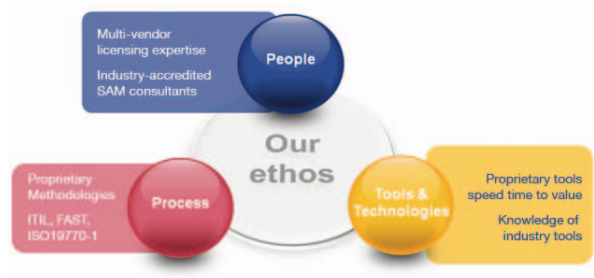 Multi-vendor
licensing expertise
Industry-accredited
SAM consultants
People
Our
ethos
Proprietary
Methodologies
ITIL, FAST,
ISO19770-1
Process
Tools &
Technologies
Proprietary tools
speed time to value
Knowledge of
industry tools